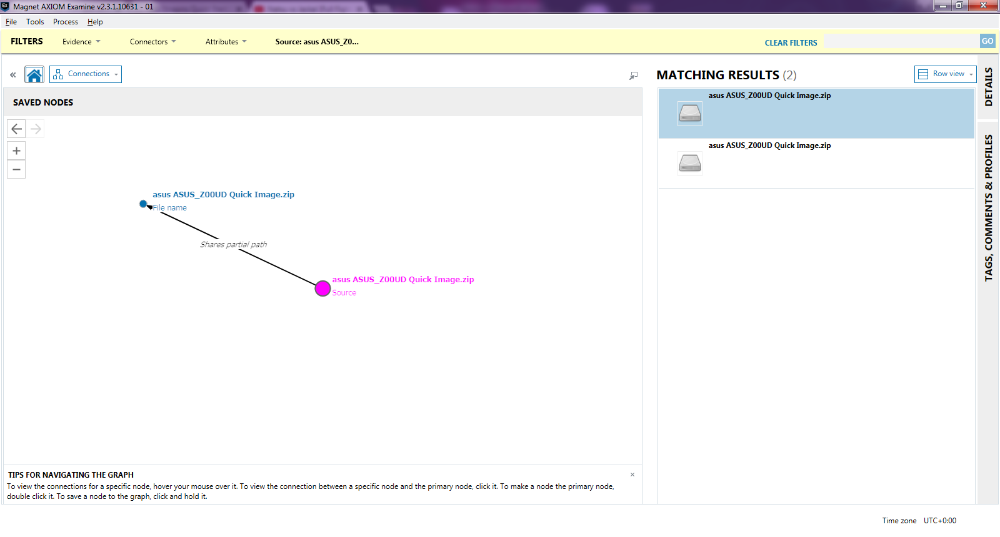 Magnet AXIOM Examine v2.3.1.10631 - 01
File Tools Process Help
FILTERS Evidence Connectors Attributes Source: asus ASUS_Z0... CLEAR FILTERS GO
« Connections
SAVED NODES
asus ASUS_Z00UD Quick Image.zip
File name
Shares partial path
asus ASUS_Z00UD Quick Image.zip
Source
TIPS FOR NAVIGATING THE GRAPH
To view the connections for a specific node, hover your mouse over it. To view the connection between a specific node and the primary node, click it. To make a node the primary node,
double click it. To save a node to the graph, click and hold it.
MATCHING RESULTS (2) Row view
asus ASUS_Z00UD Quick Image.zip
asus ASUS_Z00UD Quick Image.zip
DETAILS
TAGS, COMMENTS & PROFILES
Time zone UTC+0:00